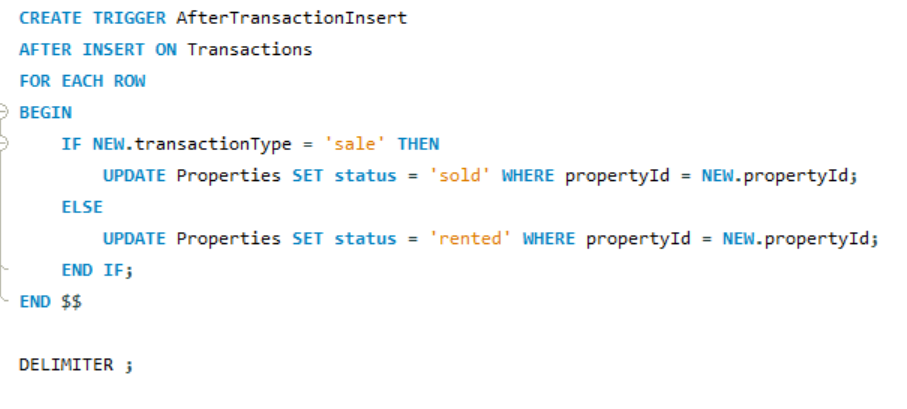 CREATE TRIGGER AfterTransactionInsert
AFTER INSERT ON Transactions
FOR EACH ROW
BEGIN
    IF NEW.transactionType = 'sale' THEN
        UPDATE Properties SET status = 'sold' WHERE propertyId = NEW.propertyId;
    ELSE
        UPDATE Properties SET status = 'rented' WHERE propertyId = NEW.propertyId;
    END IF;
END $$
DELIMITER ;